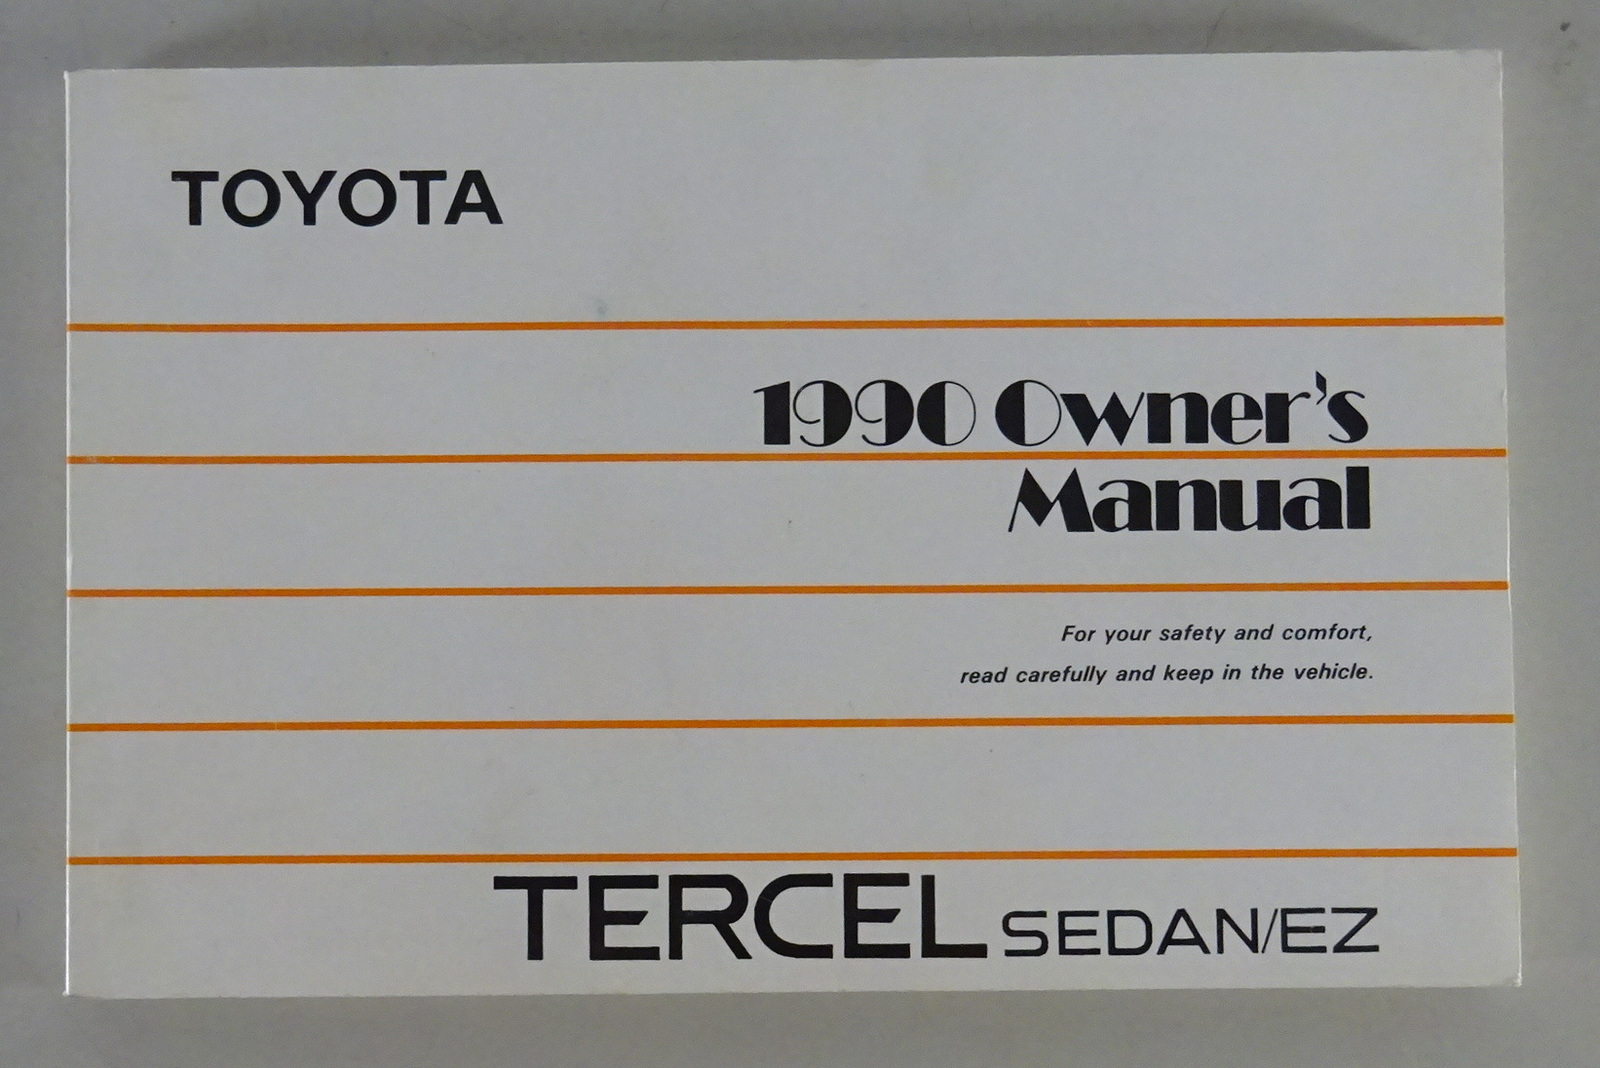 TOYOTA
1990 Owner's
Manual
For your safety and comfort,
read carefully and keep in the vehicle.
TERCEL SEDAN/EZ